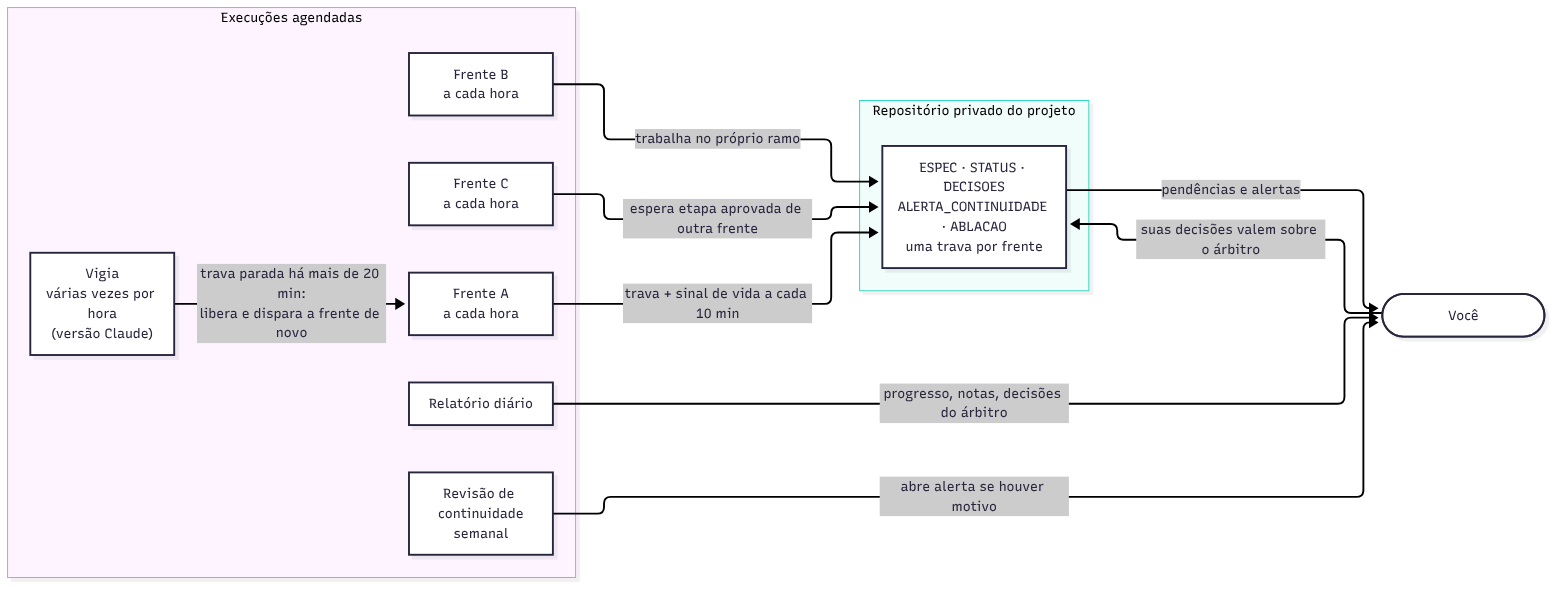 Execuções agendadas
Frente B
a cada hora
trabalha no próprio ramo
Repositório privado do projeto
Frente C
a cada hora
espera etapa aprovada de
outra frente
ESPEC · STATUS ·
DECISOES
ALERTA_CONTINUIDADE
· ABLACAO
uma trava por frente
pendências e alertas
suas decisões valem sobre
o árbitro
Vigia
várias vezes por
hora
(versão Claude)
trava parada há mais de 20
min:
libera e dispara a frente de
novo
Frente A
a cada hora
trava + sinal de vida a cada
10 min
Você
Relatório diário
progresso, notas, decisões
do árbitro
Revisão de
continuidade
semanal
abre alerta se houver
motivo